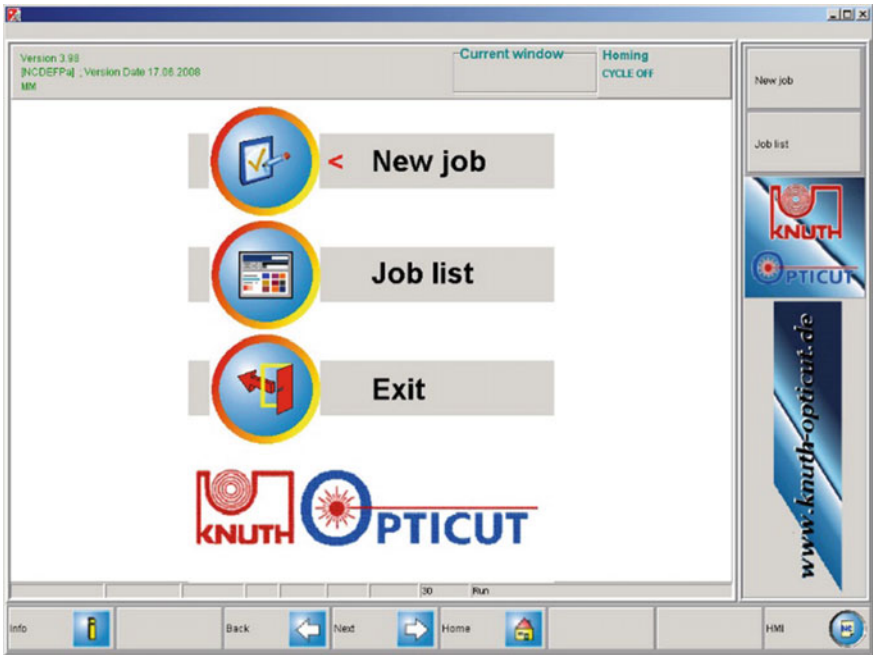 Version 3.98
[NCDEFPa] ; Version Date 17.06.2008
MM
Current window
Homing
CYCLE OFF
New job
Job list
< New job
Job list
Exit
KNUTH
OPTICUT
KNUTH
OPTICUT
www.knuth-opticut.de
30 Run
Info
i
Back
Next
Home
HMI
NC